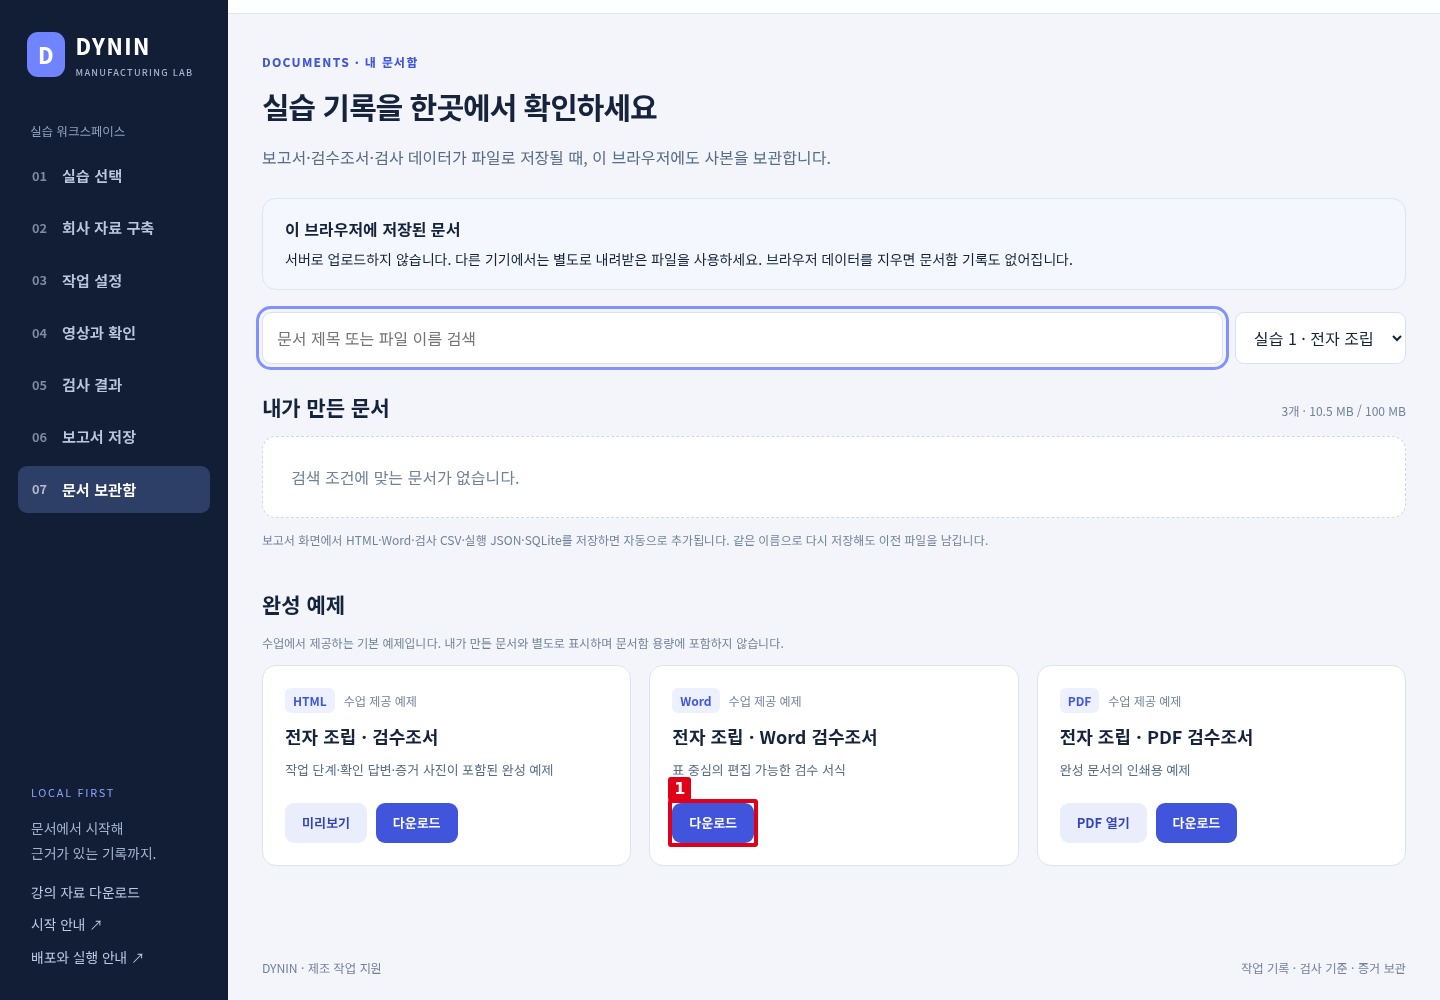 D
DYNIN
MANUFACTURING LAB
실습 워크스페이스
01 실습 선택
02 회사 자료 구축
03 작업 설정
04 영상과 확인
05 검사 결과
06 보고서 저장
07 문서 보관함
LOCAL FIRST
문서에서 시작해
근거가 있는 기록까지.
강의 자료 다운로드
시작 안내 ↗
배포와 실행 안내 ↗
DOCUMENTS · 내 문서함
실습 기록을 한곳에서 확인하세요
보고서·검수조서·검사 데이터가 파일로 저장될 때, 이 브라우저에도 사본을 보관합니다.
이 브라우저에 저장된 문서
서버로 업로드하지 않습니다. 다른 기기에서는 별도로 내려받은 파일을 사용하세요. 브라우저 데이터를 지우면 문서함 기록도 없어집니다.
문서 제목 또는 파일 이름 검색
실습 1 · 전자 조립
내가 만든 문서
3개 · 10.5 MB / 100 MB
검색 조건에 맞는 문서가 없습니다.
보고서 화면에서 HTML·Word·검사 CSV·실행 JSON·SQLite를 저장하면 자동으로 추가됩니다. 같은 이름으로 다시 저장해도 이전 파일을 남깁니다.
완성 예제
수업에서 제공하는 기본 예제입니다. 내가 만든 문서와 별도로 표시하며 문서함 용량에 포함하지 않습니다.
HTML 수업 제공 예제
전자 조립 · 검수조서
작업 단계·확인 답변·증거 사진이 포함된 완성 예제
미리보기 다운로드
Word 수업 제공 예제
전자 조립 · Word 검수조서
표 중심의 편집 가능한 검수 서식
1
다운로드
PDF 수업 제공 예제
전자 조립 · PDF 검수조서
완성 문서의 인쇄용 예제
PDF 열기 다운로드
DYNIN · 제조 작업 지원
작업 기록 · 검사 기준 · 증거 보관